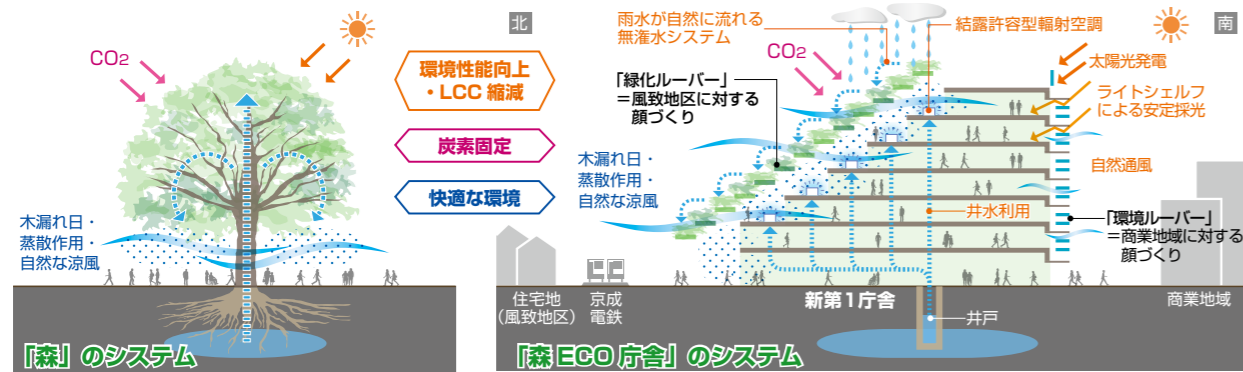 CO2
木漏れ日・
蒸散作用・
自然な涼風
「森」のシステム
環境性能向上
・LCC 縮減
炭素固定
快適な環境
北
雨水が自然に流れる
無潅水システム
結露許容型輻射空調
南
CO2
「緑化ルーバー」
＝風致地区に対する
顔づくり
太陽光発電
ライトシェルフ
による安定採光
木漏れ日・
蒸散作用・
自然な涼風
自然通風
井水利用
「環境ルーバー」
＝商業地域に対する
顔づくり
住宅地
（風致地区）
京成
電鉄
新第1庁舎
井戸
商業地域
「森 ECO 庁舎」のシステム